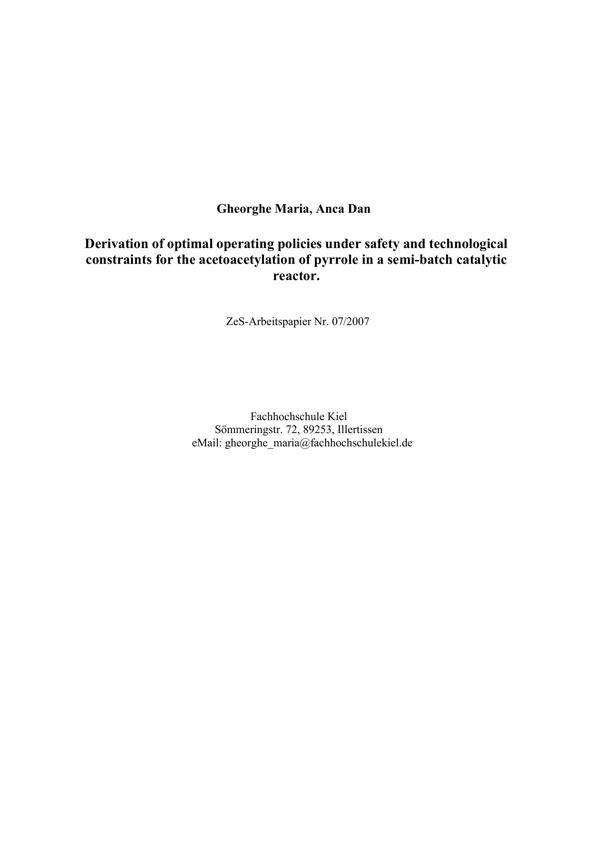 Gheorghe Maria, Anca Dan
Derivation of optimal operating policies under safety and technological
constraints for the acetoacetylation of pyrrole in a semi-batch catalytic
reactor.
ZeS-Arbeitspapier Nr. 07/2007
Fachhochschule Kiel
Sömmeringstr. 72, 89253, Illertissen
eMail: gheorghe_maria@fachhochschulekiel.de